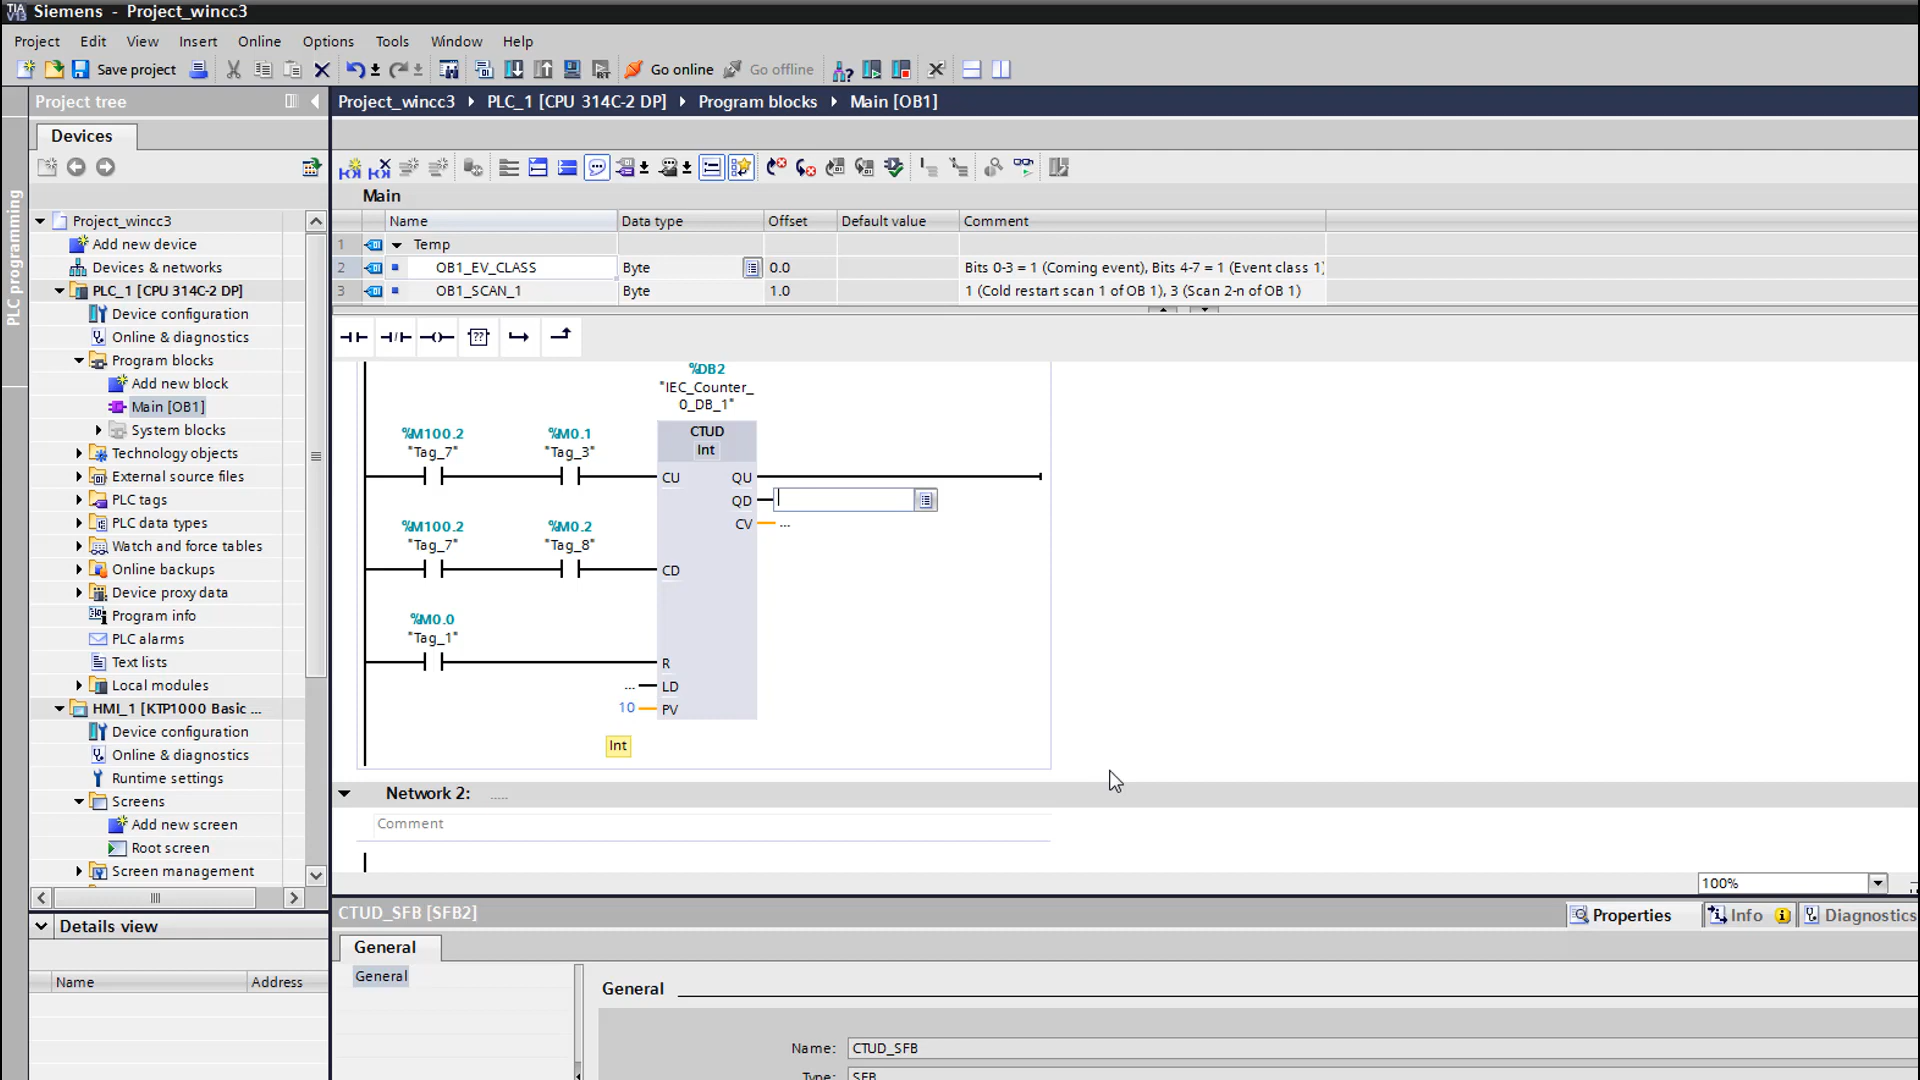 TIA V13 Siemens - Project_wincc3
Project Edit View Insert Online Options Tools Window Help
Save project Go online Go offline
Project tree
Project_wincc3 PLC_1 [CPU 314C-2 DP] Program blocks Main [OB1]
Devices
PLC programming
Main
Name Data type Offset Default value Comment
1 Temp
2 OB1_EV_CLASS Byte 0.0 Bits 0-3 = 1 (Coming event), Bits 4-7 = 1 (Event class 1)
3 OB1_SCAN_1 Byte 1.0 1 (Cold restart scan 1 of OB 1), 3 (Scan 2-n of OB 1)
Project_wincc3
Add new device
Devices & networks
PLC_1 [CPU 314C-2 DP]
Device configuration
Online & diagnostics
Program blocks
Add new block
Main [OB1]
System blocks
Technology objects
External source files
PLC tags
PLC data types
Watch and force tables
Online backups
Device proxy data
Program info
PLC alarms
Text lists
Local modules
HMI_1 [KTP1000 Basic ...
Device configuration
Online & diagnostics
Runtime settings
Screens
Add new screen
Root screen
Screen management
??
%DB2
"IEC_Counter_
0_DB_1"
CTUD
Int
%M100.2 %M0.1
"Tag_7" "Tag_3"
CU QU
QD
CV ...
%M100.2 %M0.2
"Tag_7" "Tag_8"
CD
%M0.0
"Tag_1"
R
... LD
10 PV
Int
Network 2: .....
Comment
100%
CTUD_SFB [SFB2]
Properties Info Diagnostics
General
General
General
Name: CTUD_SFB
Type: SFB
Details view
Name Address